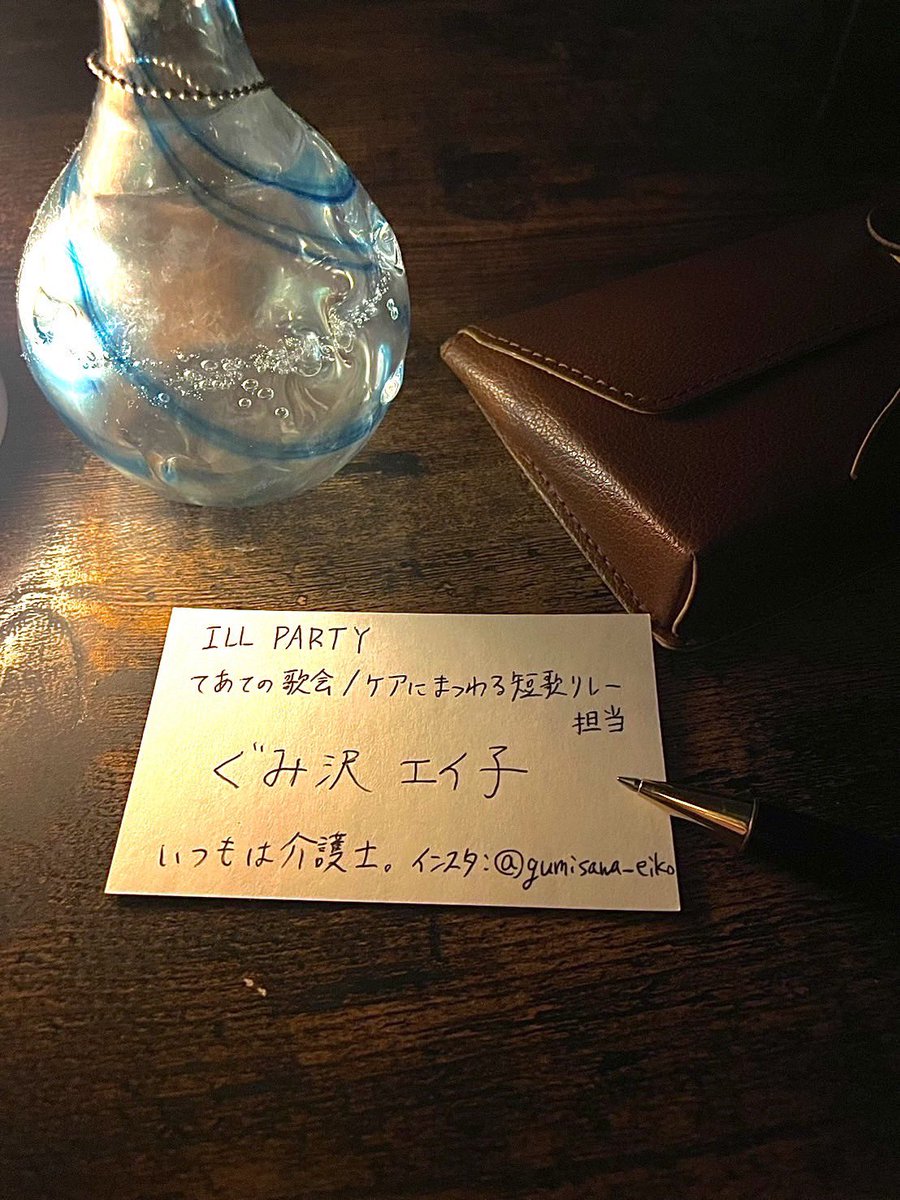 ILL PARTY
てあての歌会/ケアにまつわる短歌リレー
担当
ぐみ沢 エイ子
いつもは介護士。インスタ:@gumisawa_eiko